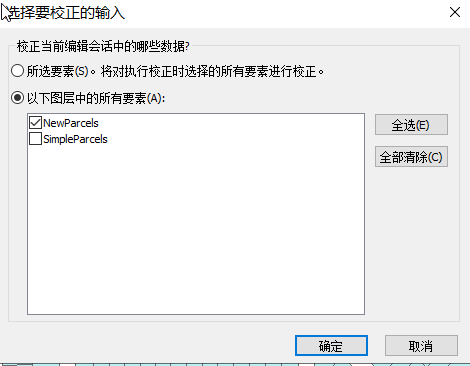 选择要校正的输入
校正当前编辑会话中的哪些数据?
所选要素(S)。将对执行校正时选择的所有要素进行校正。
以下图层中的所有要素(A):
NewParcels
SimpleParcels
全选(E)
全部清除(C)
确定
取消